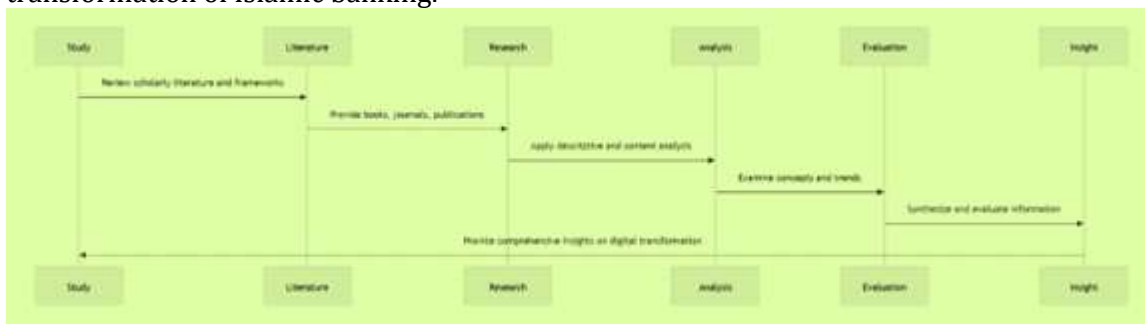 transformation of Islamic banking.
Study Literature Research analysis Evaluation Insight
Review scholarly literature and frameworks
Provide books, journals, publications
Apply descriptive and content analysis
Examine concepts and trends
Synthesize and evaluate information
Provide comprehensive insights on digital transformation
Study Literature Research analysis Evaluation Insight